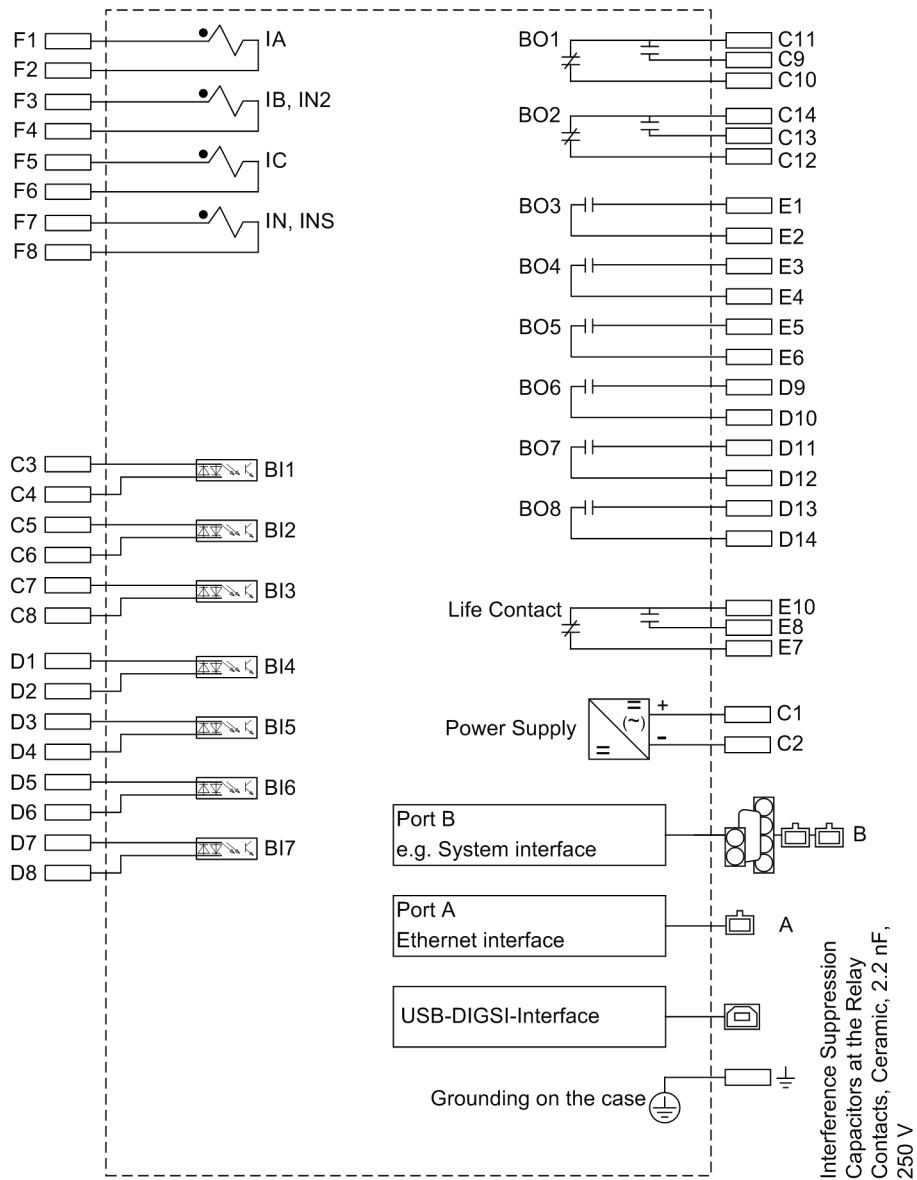 F1
IA
F2
F3
IB, IN2
F4
F5
IC
F6
F7
IN, INS
F8
C3
BI1
C4
C5
BI2
C6
C7
BI3
C8
D1
BI4
D2
D3
BI5
D4
D5
BI6
D6
D7
BI7
D8
BO1
C11
C9
C10
BO2
C14
C13
C12
BO3
E1
E2
BO4
E3
E4
BO5
E5
E6
BO6
D9
D10
BO7
D11
D12
BO8
D13
D14
Life Contact
E10
E8
E7
Power Supply
= +
(~)
= -
C1
C2
Port B
e.g. System interface
B
Port A
Ethernet interface
A
USB-DIGSI-Interface
Grounding on the case
Interference Suppression
Capacitors at the Relay
Contacts, Ceramic, 2.2 nF,
250 V